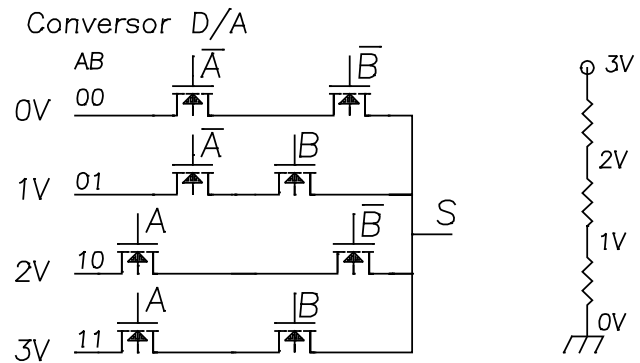 Conversor D/A
AB
A̅ B̅
0V 00
A̅ B
1V 01
S
A B̅
2V 10
A B
3V 11
3V
2V
1V
0V